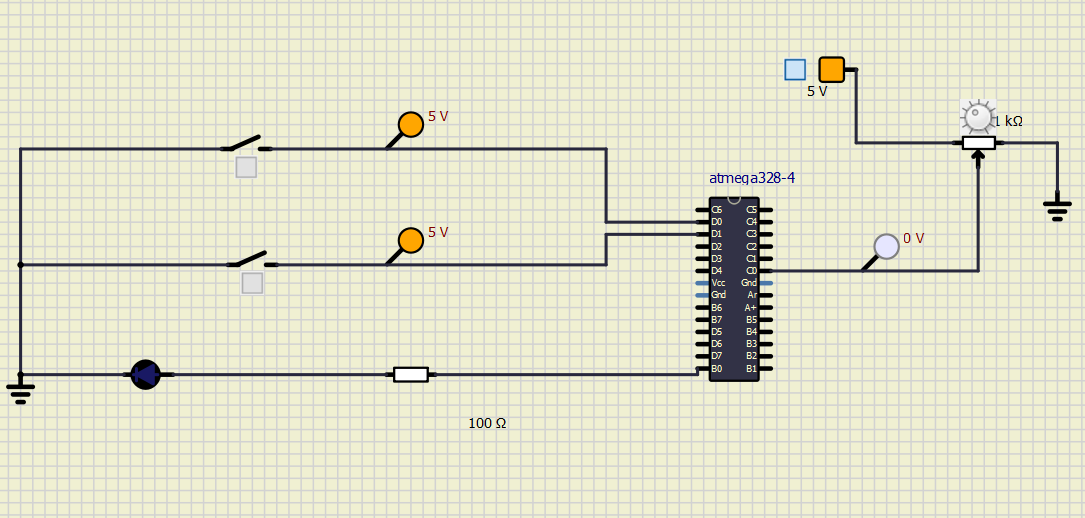 5 V
5 V
1 kΩ
5 V
atmega328-4
C6 C5
D0 C4
D1 C3
D2 C2
D3 C1
D4 C0
Vcc Gnd
Gnd Ar
B6 A+
B7 B5
D5 B4
D6 B3
D7 B2
B0 B1
5 V
0 V
100 Ω